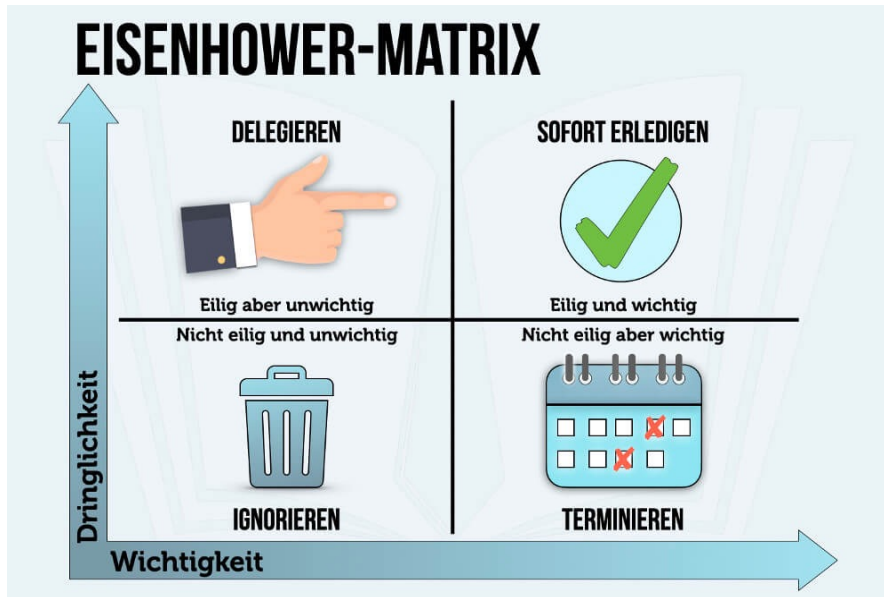 EISENHOWER-MATRIX
DELEGIEREN
SOFORT ERLEDIGEN
Eilig aber unwichtig
Eilig und wichtig
Nicht eilig und unwichtig
Nicht eilig aber wichtig
IGNORIEREN
TERMINIEREN
Dringlichkeit
Wichtigkeit